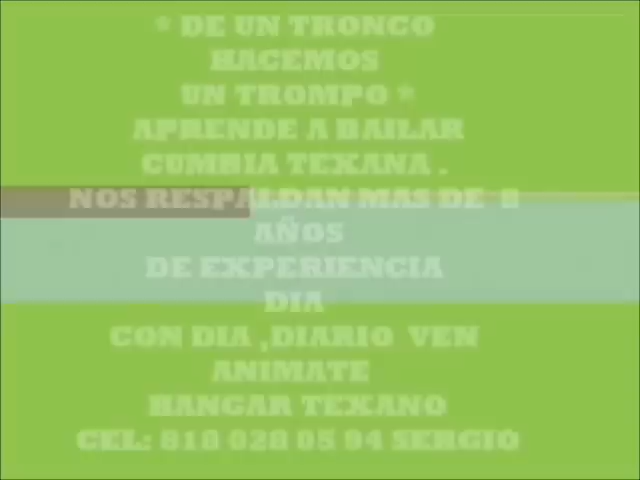 * DE UN TRONCO
HACEMOS
UN TROMPO *
APRENDE A BAILAR
CUMBIA TEXANA .
NOS RESPALDAN MAS DE 8
AÑOS
DE EXPERIENCIA
DIA
CON DIA ,DIARIO VEN
ANIMATE
HANGAR TEXANO
CEL: 818 028 05 94 SERGIO